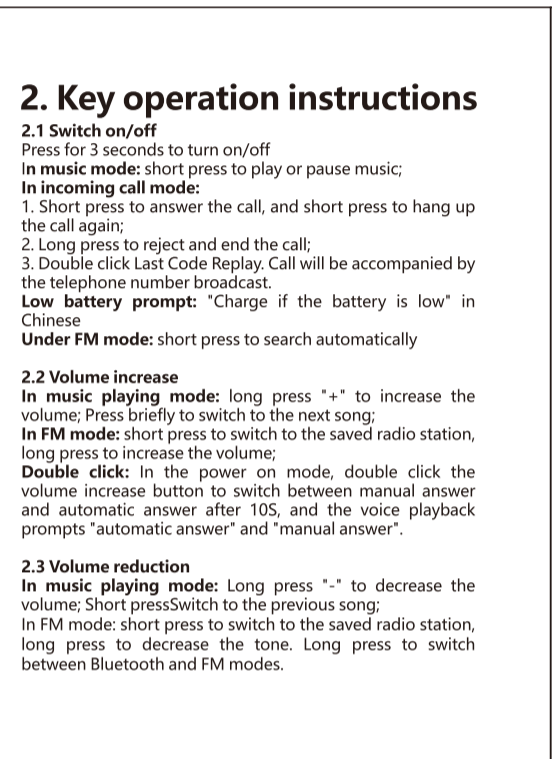 2. Key operation instructions
2.1 Switch on/off
Press for 3 seconds to turn on/off
In music mode: short press to play or pause music;
In incoming call mode:
1. Short press to answer the call, and short press to hang up
the call again;
2. Long press to reject and end the call;
3. Double click Last Code Replay. Call will be accompanied by
the telephone number broadcast.
Low battery prompt: "Charge if the battery is low" in
Chinese
Under FM mode: short press to search automatically
2.2 Volume increase
In music playing mode: long press "+" to increase the
volume; Press briefly to switch to the next song;
In FM mode: short press to switch to the saved radio station,
long press to increase the volume;
Double click: In the power on mode, double click the
volume increase button to switch between manual answer
and automatic answer after 10S, and the voice playback
prompts "automatic answer" and "manual answer".
2.3 Volume reduction
In music playing mode: Long press "-" to decrease the
volume; Short pressSwitch to the previous song;
In FM mode: short press to switch to the saved radio station,
long press to decrease the tone. Long press to switch
between Bluetooth and FM modes.